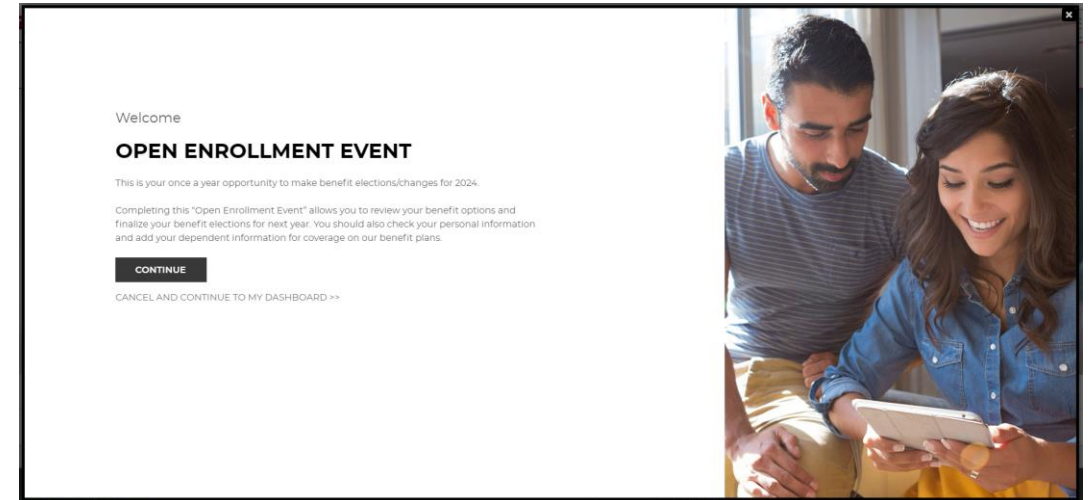 Welcome
OPEN ENROLLMENT EVENT
This is your once a year opportunity to make benefit elections/changes for 2024.
Completing this "Open Enrollment Event" allows you to review your benefit options and
finalize your benefit elections for next year. You should also check your personal information
and add your dependent information for coverage on our benefit plans.
CONTINUE
CANCEL AND CONTINUE TO MY DASHBOARD >>